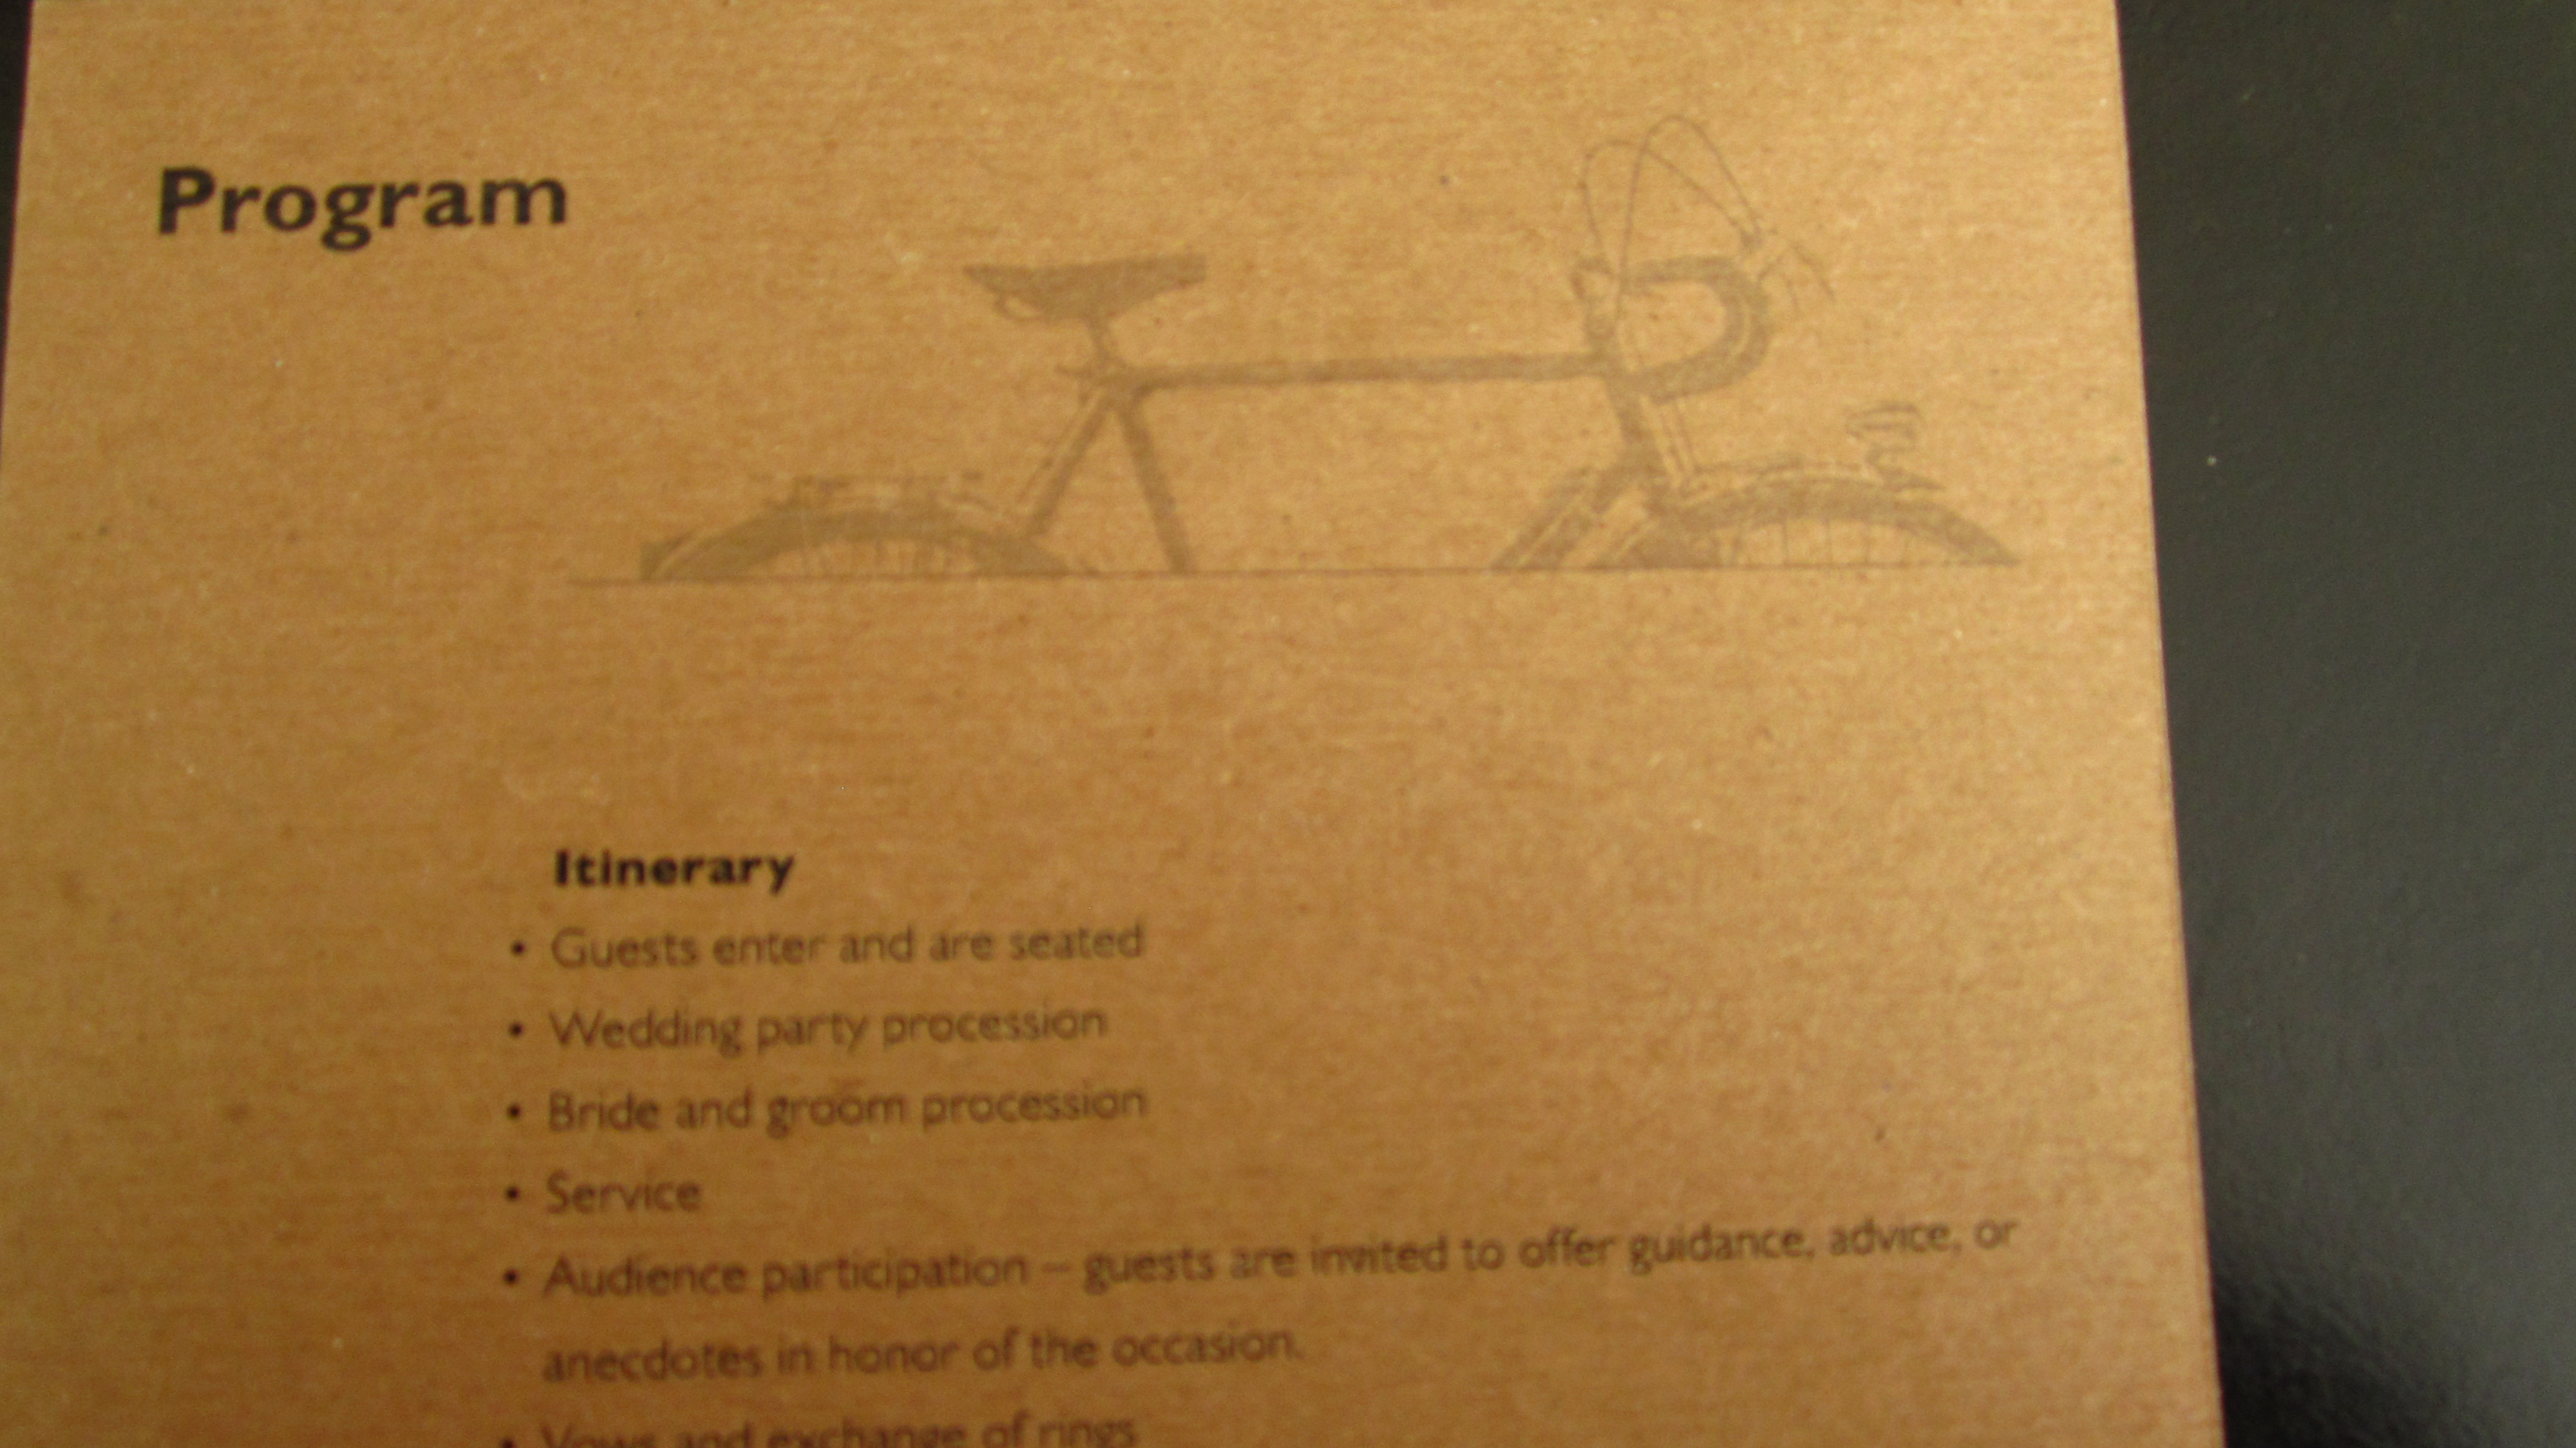 Program
Itinerary
• Guests enter and are seated
• Wedding party procession
• Bride and groom procession
• Service
• Audience participation – guests are invited to offer guidance, advice, or
anecdotes in honor of the occasion.
• Vows and exchange of rings